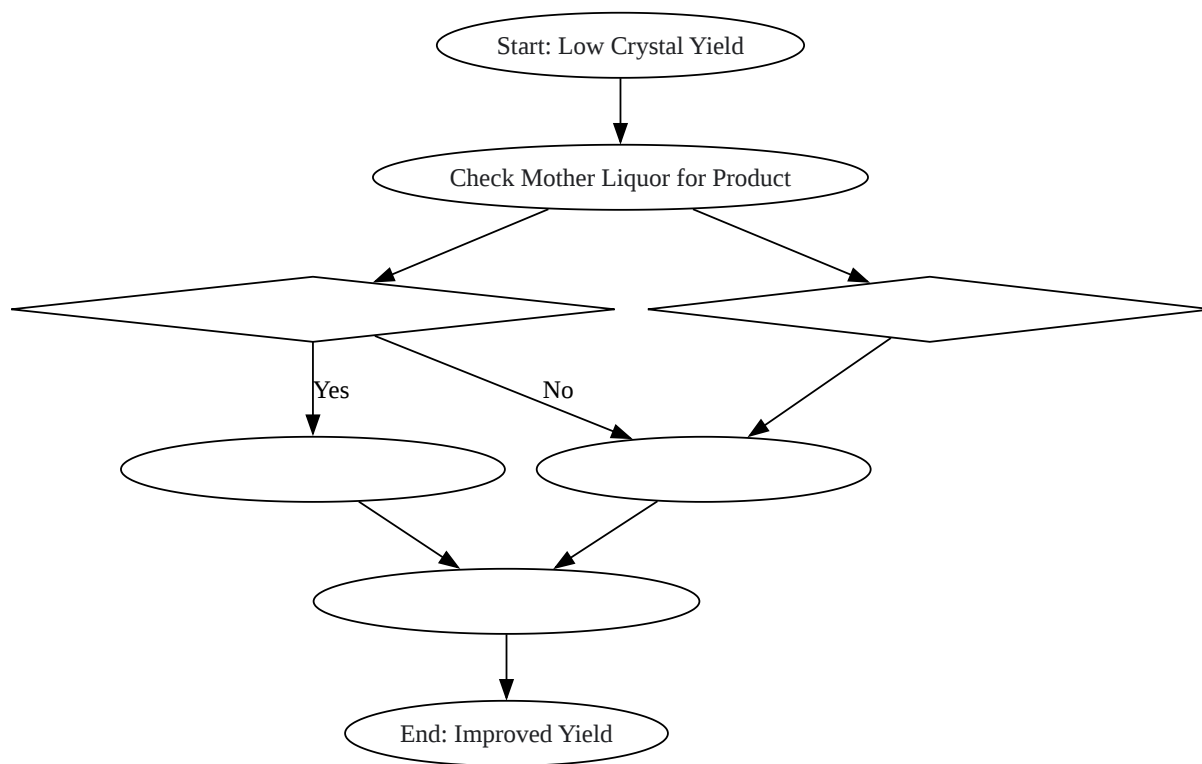 Start: Low Crystal Yield
Check Mother Liquor for Product
Yes
No
End: Improved Yield